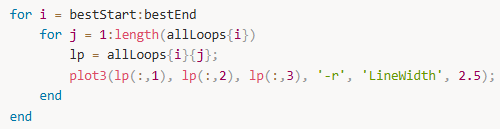 for i = bestStart:bestEnd
    for j = 1:length(allLoops{i})
        lp = allLoops{i}{j};
        plot3(lp(:,1), lp(:,2), lp(:,3), '-r', 'LineWidth', 2.5);
    end
end